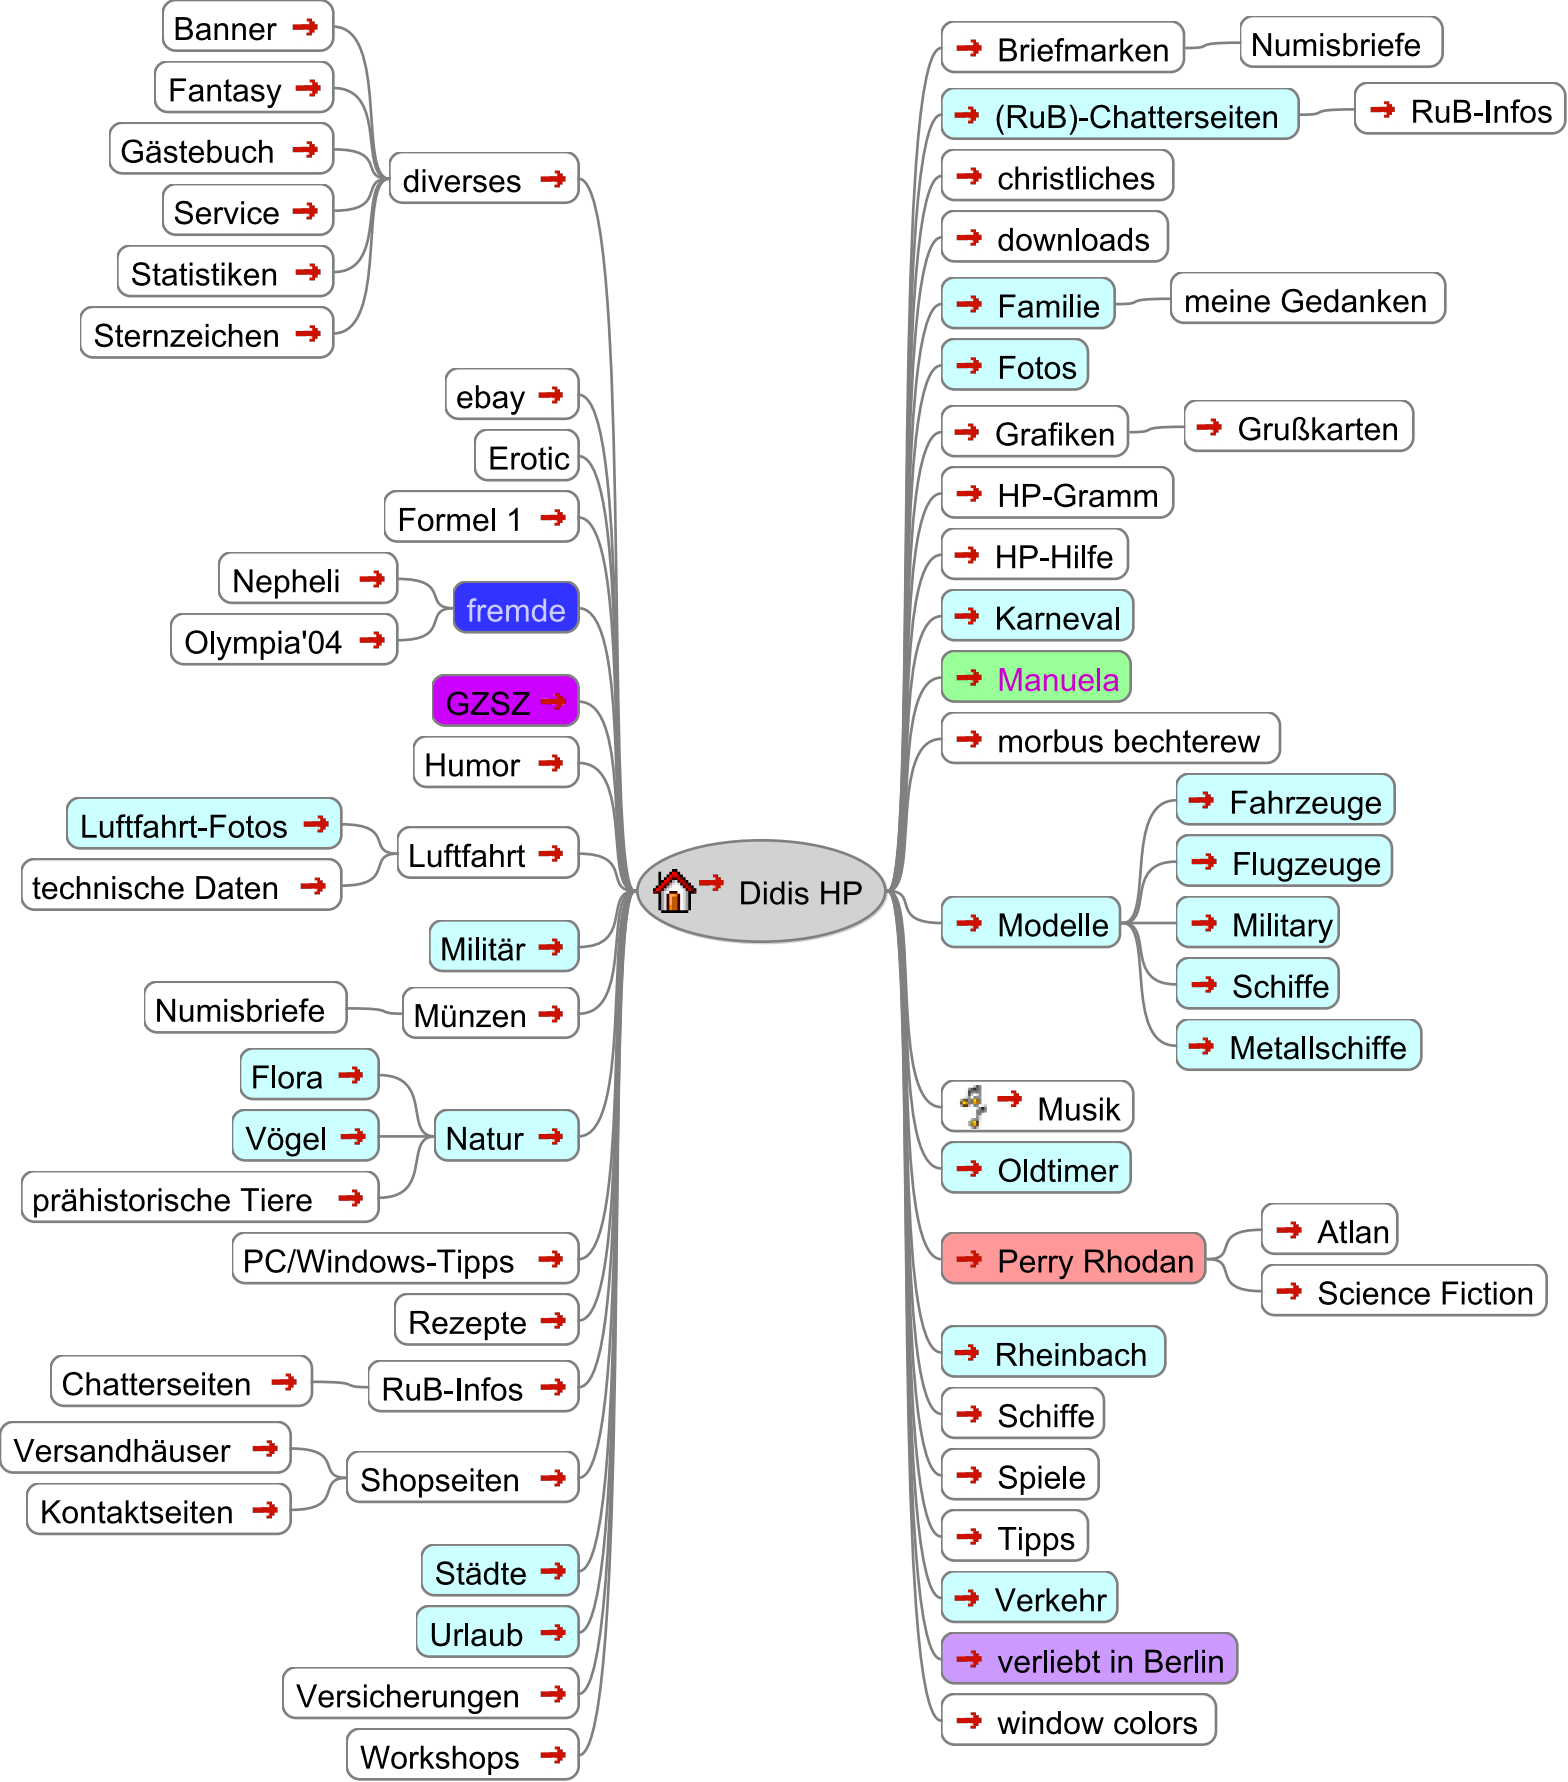 Didis HP
Banner
Fantasy
Gästebuch
Service
Statistiken
Sternzeichen
diverses
ebay
Erotic
Formel 1
Nepheli
Olympia'04
fremde
GZSZ
Humor
Luftfahrt-Fotos
technische Daten
Luftfahrt
Militär
Numisbriefe
Münzen
Flora
Vögel
prähistorische Tiere
Natur
PC/Windows-Tipps
Rezepte
Chatterseiten
RuB-Infos
Versandhäuser
Kontaktseiten
Shopseiten
Städte
Urlaub
Versicherungen
Workshops
Briefmarken
Numisbriefe
(RuB)-Chatterseiten
RuB-Infos
christliches
downloads
Familie
meine Gedanken
Fotos
Grafiken
Grußkarten
HP-Gramm
HP-Hilfe
Karneval
Manuela
morbus bechterew
Modelle
Fahrzeuge
Flugzeuge
Military
Schiffe
Metallschiffe
Musik
Oldtimer
Perry Rhodan
Atlan
Science Fiction
Rheinbach
Schiffe
Spiele
Tipps
Verkehr
verliebt in Berlin
window colors